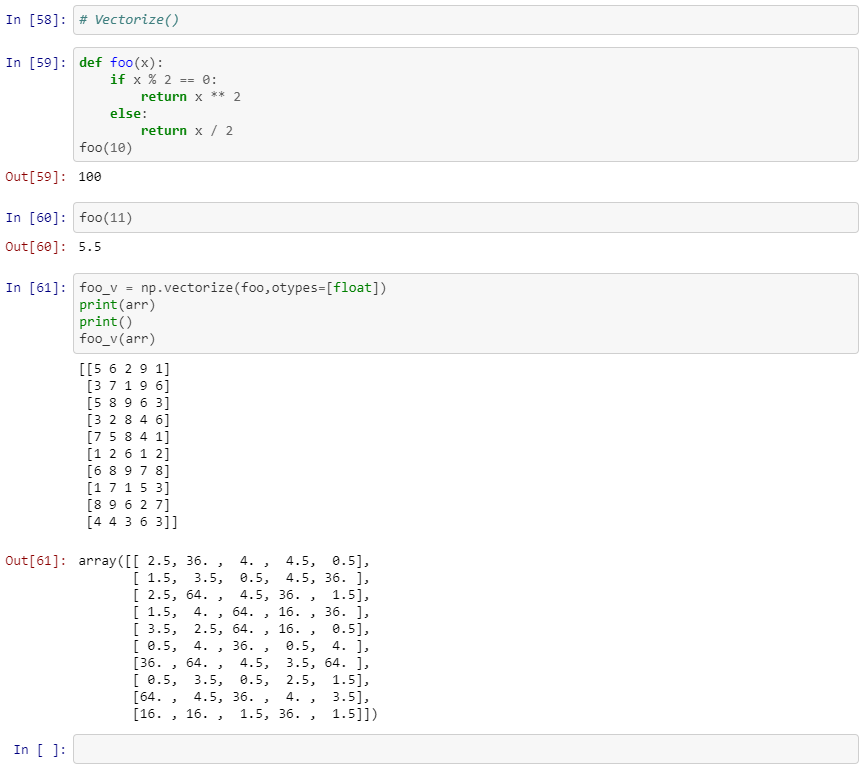 In [58]: # Vectorize()
In [59]: def foo(x):
    if x % 2 == 0:
        return x ** 2
    else:
        return x / 2
foo(10)
Out[59]: 100
In [60]: foo(11)
Out[60]: 5.5
In [61]: foo_v = np.vectorize(foo,otypes=[float])
print(arr)
print()
foo_v(arr)
[[5 6 2 9 1]
 [3 7 1 9 6]
 [5 8 9 6 3]
 [3 2 8 4 6]
 [7 5 8 4 1]
 [1 2 6 1 2]
 [6 8 9 7 8]
 [1 7 1 5 3]
 [8 9 6 2 7]
 [4 4 3 6 3]]
Out[61]: array([[ 2.5, 36. ,  4. ,  4.5,  0.5],
       [ 1.5,  3.5,  0.5,  4.5, 36. ],
       [ 2.5, 64. ,  4.5, 36. ,  1.5],
       [ 1.5,  4. , 64. , 16. , 36. ],
       [ 3.5,  2.5, 64. , 16. ,  0.5],
       [ 0.5,  4. , 36. ,  0.5,  4. ],
       [36. , 64. ,  4.5,  3.5, 64. ],
       [ 0.5,  3.5,  0.5,  2.5,  1.5],
       [64. ,  4.5, 36. ,  4. ,  3.5],
       [16. , 16. ,  1.5, 36. ,  1.5]])
In [ ]: